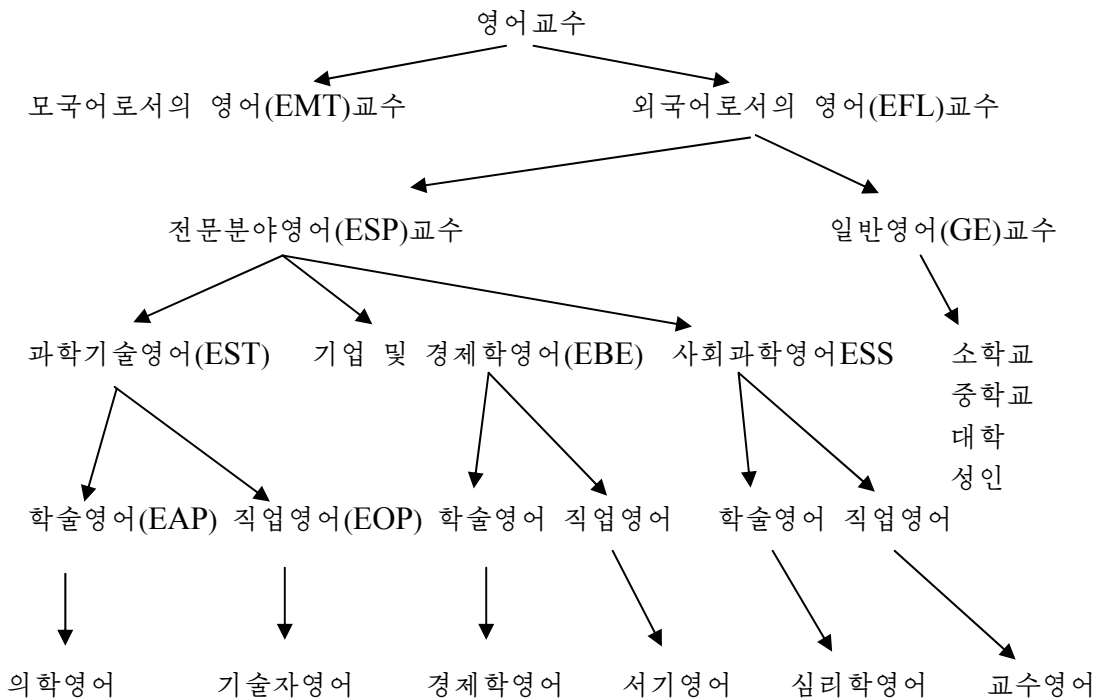 영어교수
모국어로서의 영어(EMT)교수 외국어로서의 영어(EFL)교수
전문분야영어(ESP)교수 일반영어(GE)교수
과학기술영어(EST) 기업 및 경제학영어(EBE) 사회과학영어ESS 소학교
중학교
대학
성인
학술영어(EAP) 직업영어(EOP) 학술영어 직업영어 학술영어 직업영어
의학영어 기술자영어 경제학영어 서기영어 심리학영어 교수영어